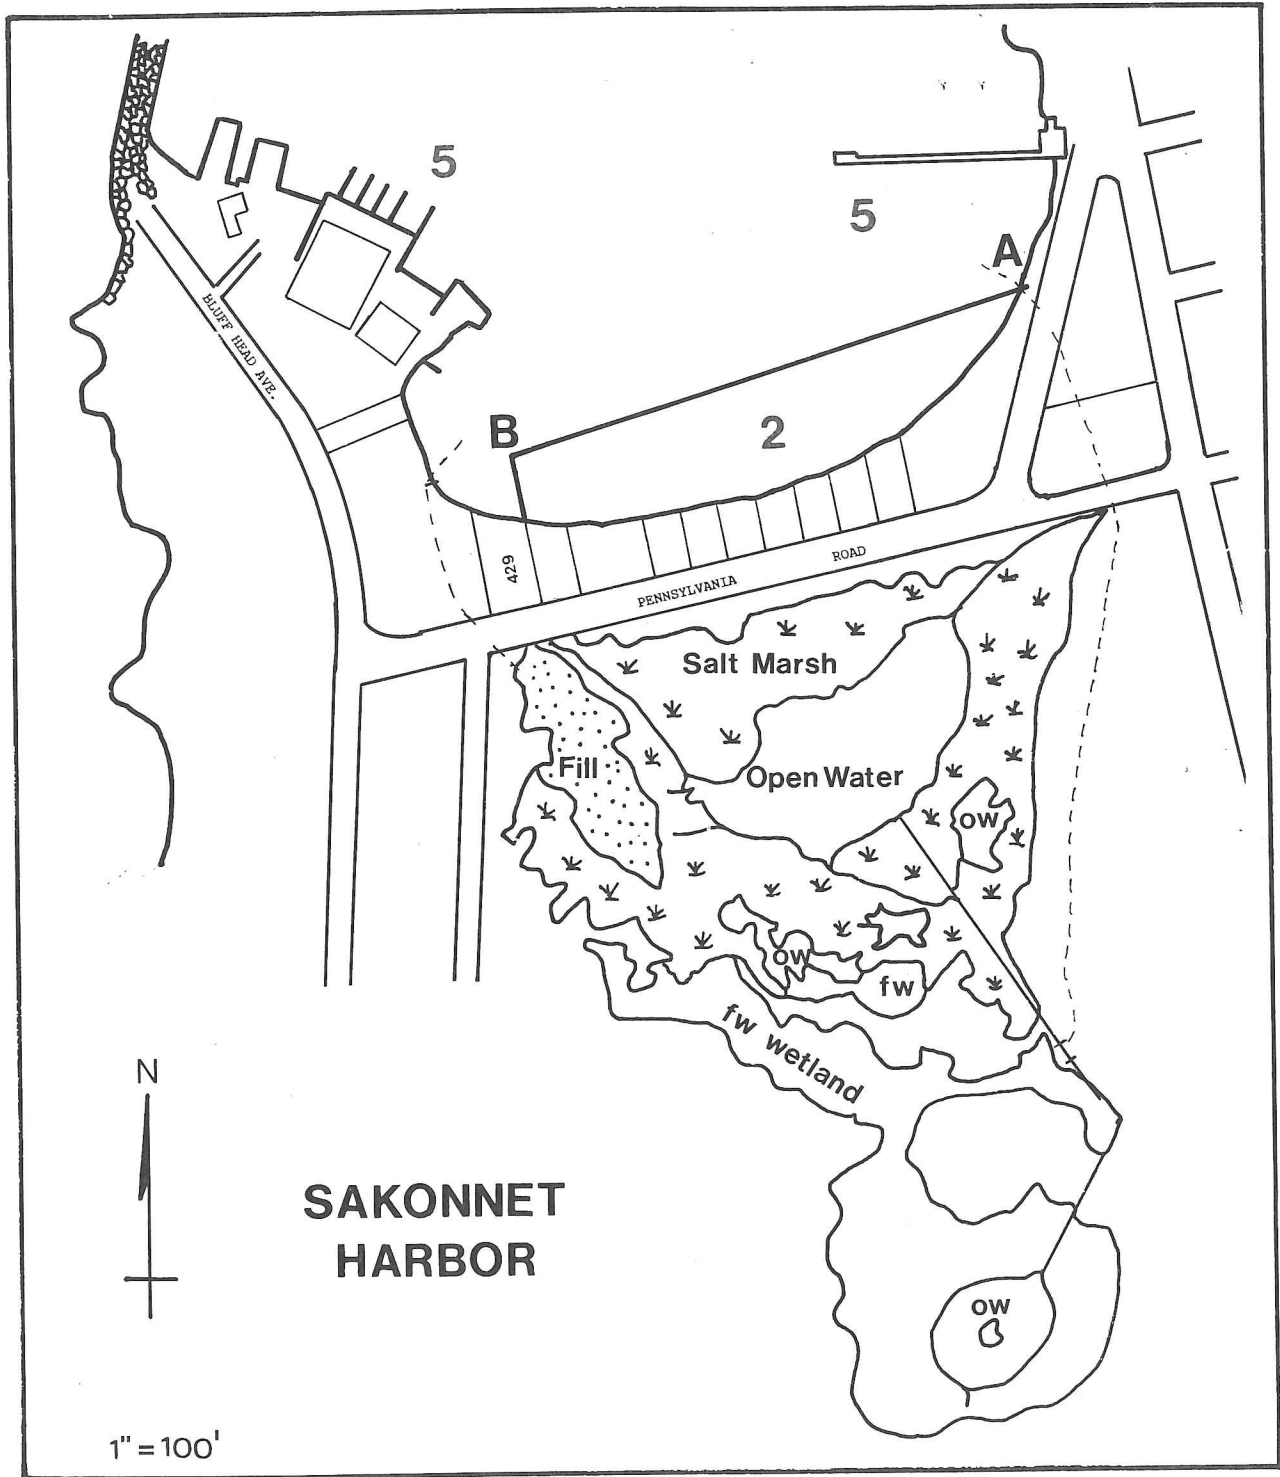 5
5
A
BLUFF HEAD AVE.
B
2
429
PENNSYLVANIA ROAD
Salt Marsh
Fill
Open Water
ow
ow
fw
fw wetland
N
SAKONNET
HARBOR
ow
1" = 100'